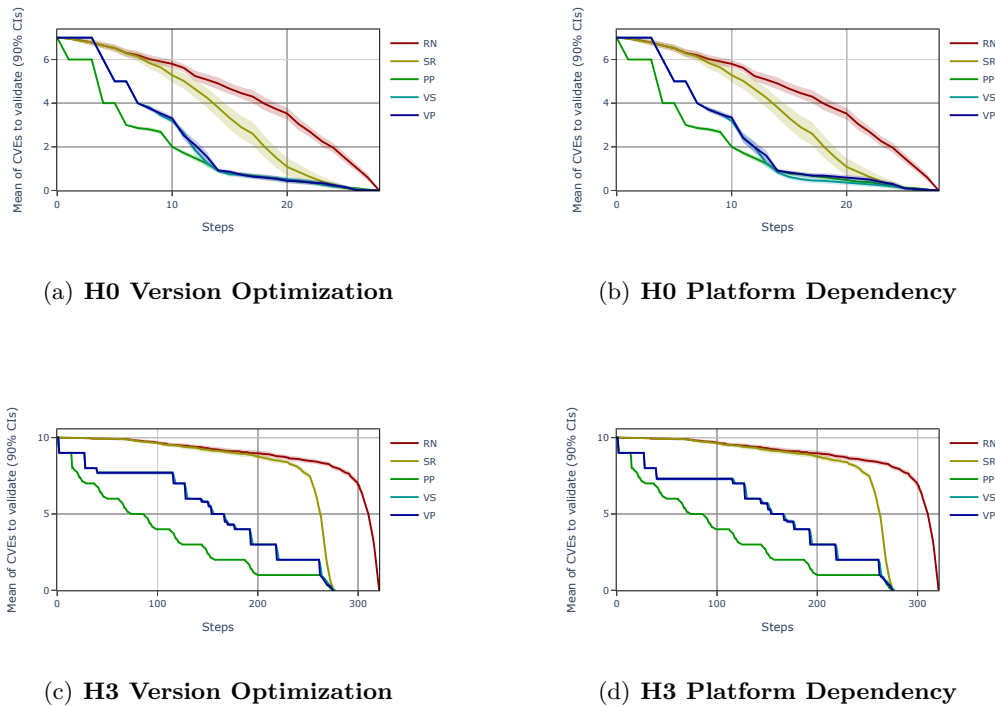 Mean of CVEs to validate (90% CIs)
6
4
2
0
0
10
20
Steps
RN
SR
PP
VS
VP
(a) H0 Version Optimization
Mean of CVEs to validate (90% CIs)
6
4
2
0
0
10
20
Steps
RN
SR
PP
VS
VP
(b) H0 Platform Dependency
Mean of CVEs to validate (90% CIs)
10
5
0
0
100
200
300
Steps
RN
SR
PP
VS
VP
(c) H3 Version Optimization
Mean of CVEs to validate (90% CIs)
10
5
0
0
100
200
300
Steps
RN
SR
PP
VS
VP
(d) H3 Platform Dependency